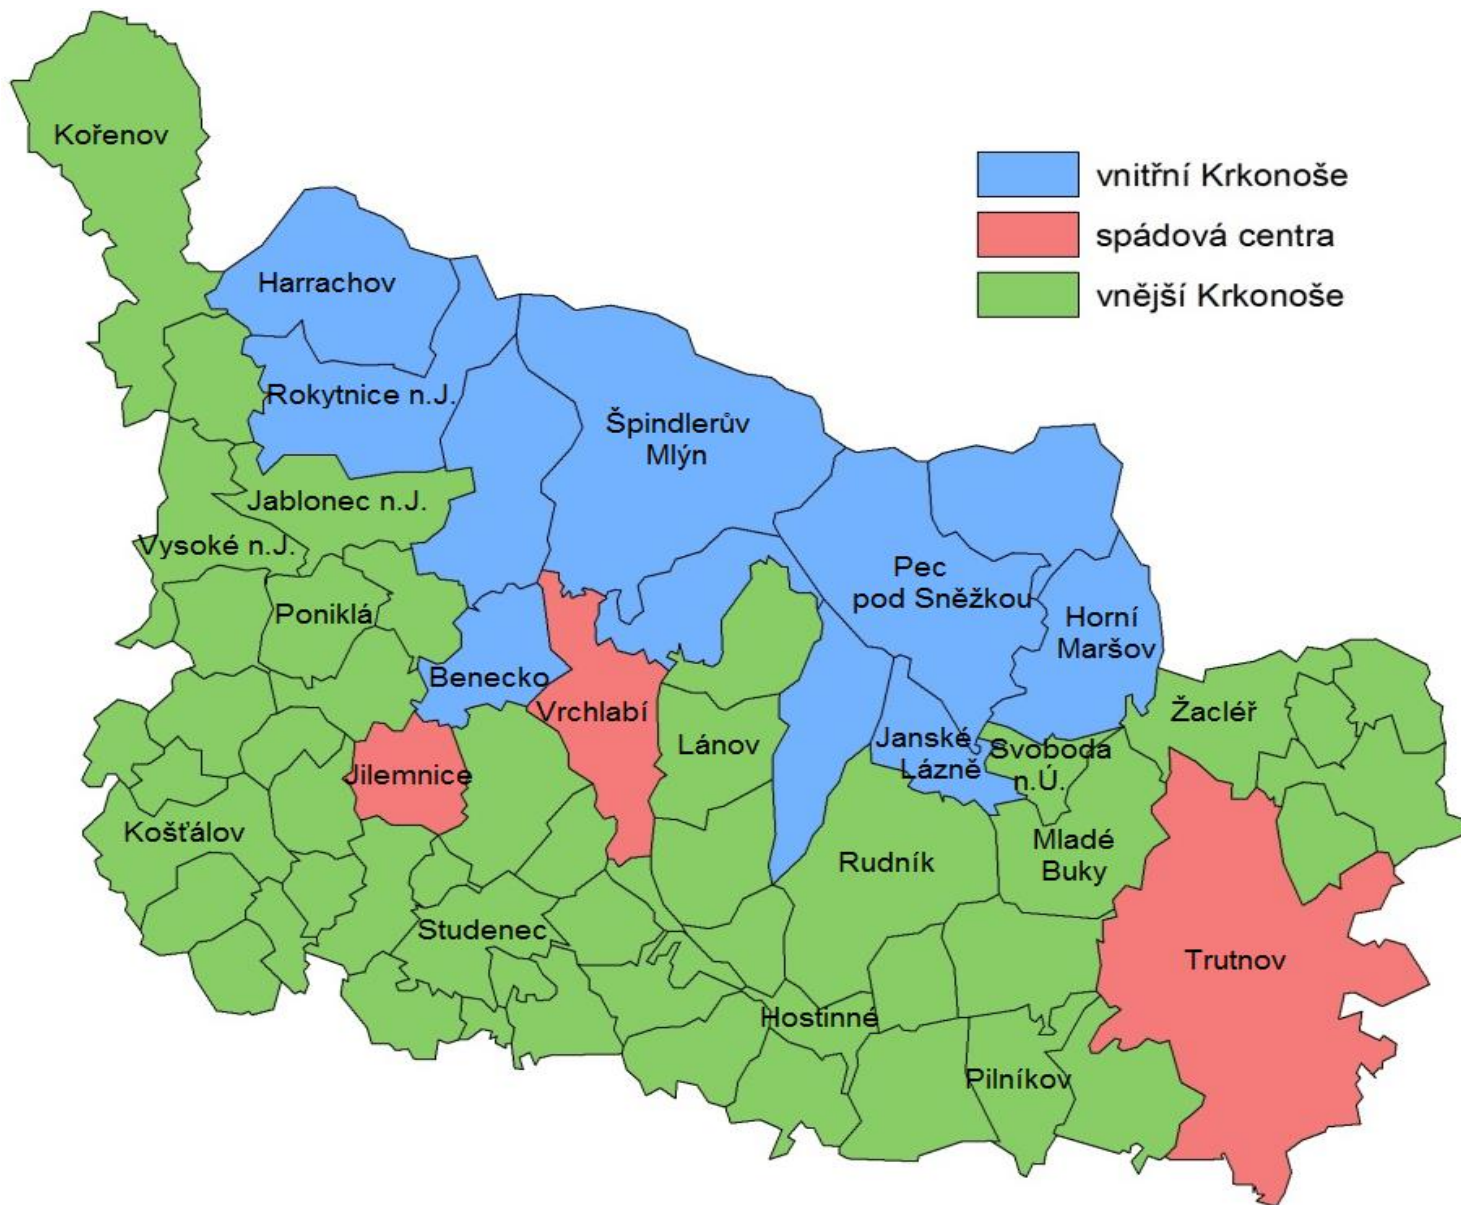 Kořenov
vnitřní Krkonoše
spádová centra
vnější Krkonoše
Harrachov
Rokytnice n.J.
Špindlerův
Mlýn
Jablonec n.J.
Vysoké n.J.
Poniklá
Pec
pod Sněžkou
Horní
Maršov
Benecko
Vrchlabí
Žacléř
Lánov
Janské
Lázně
Svoboda
n.Ú.
Jilemnice
Košťálov
Rudník
Mladé
Buky
Studenec
Trutnov
Hostinné
Pilníkov